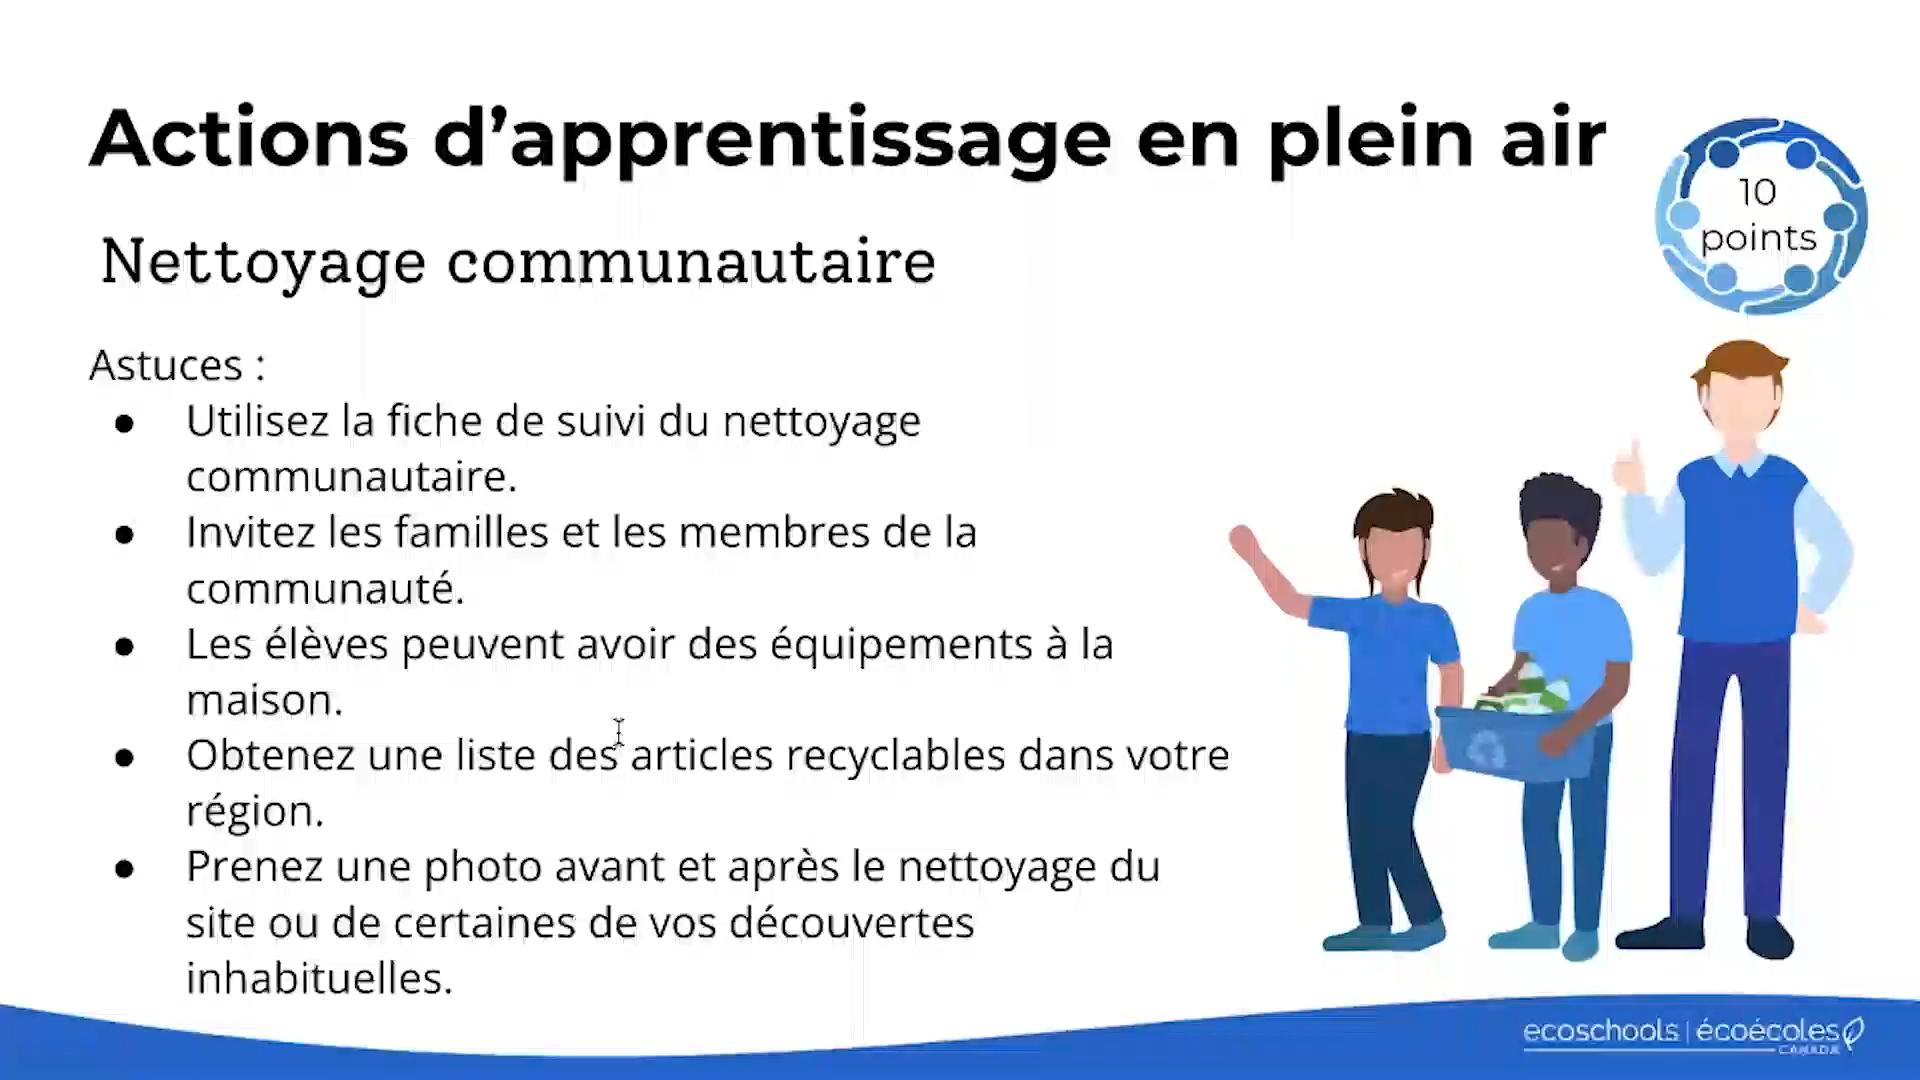 Actions d’apprentissage en plein air
10
points
Nettoyage communautaire
Astuces :
● Utilisez la fiche de suivi du nettoyage
communautaire.
● Invitez les familles et les membres de la
communauté.
● Les élèves peuvent avoir des équipements à la
maison.
● Obtenez une liste des articles recyclables dans votre
région.
● Prenez une photo avant et après le nettoyage du
site ou de certaines de vos découvertes
inhabituelles.
ecoschools | écoécoles
CANADA